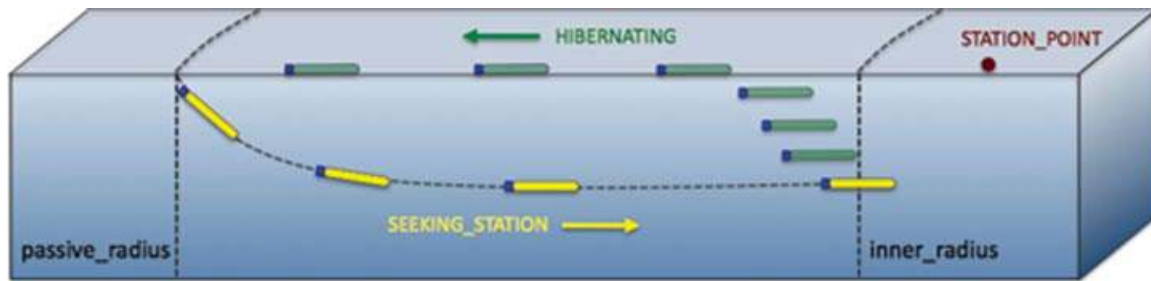 HIBERNATING
STATION_POINT
SEEKING_STATION
passive_radius
inner_radius